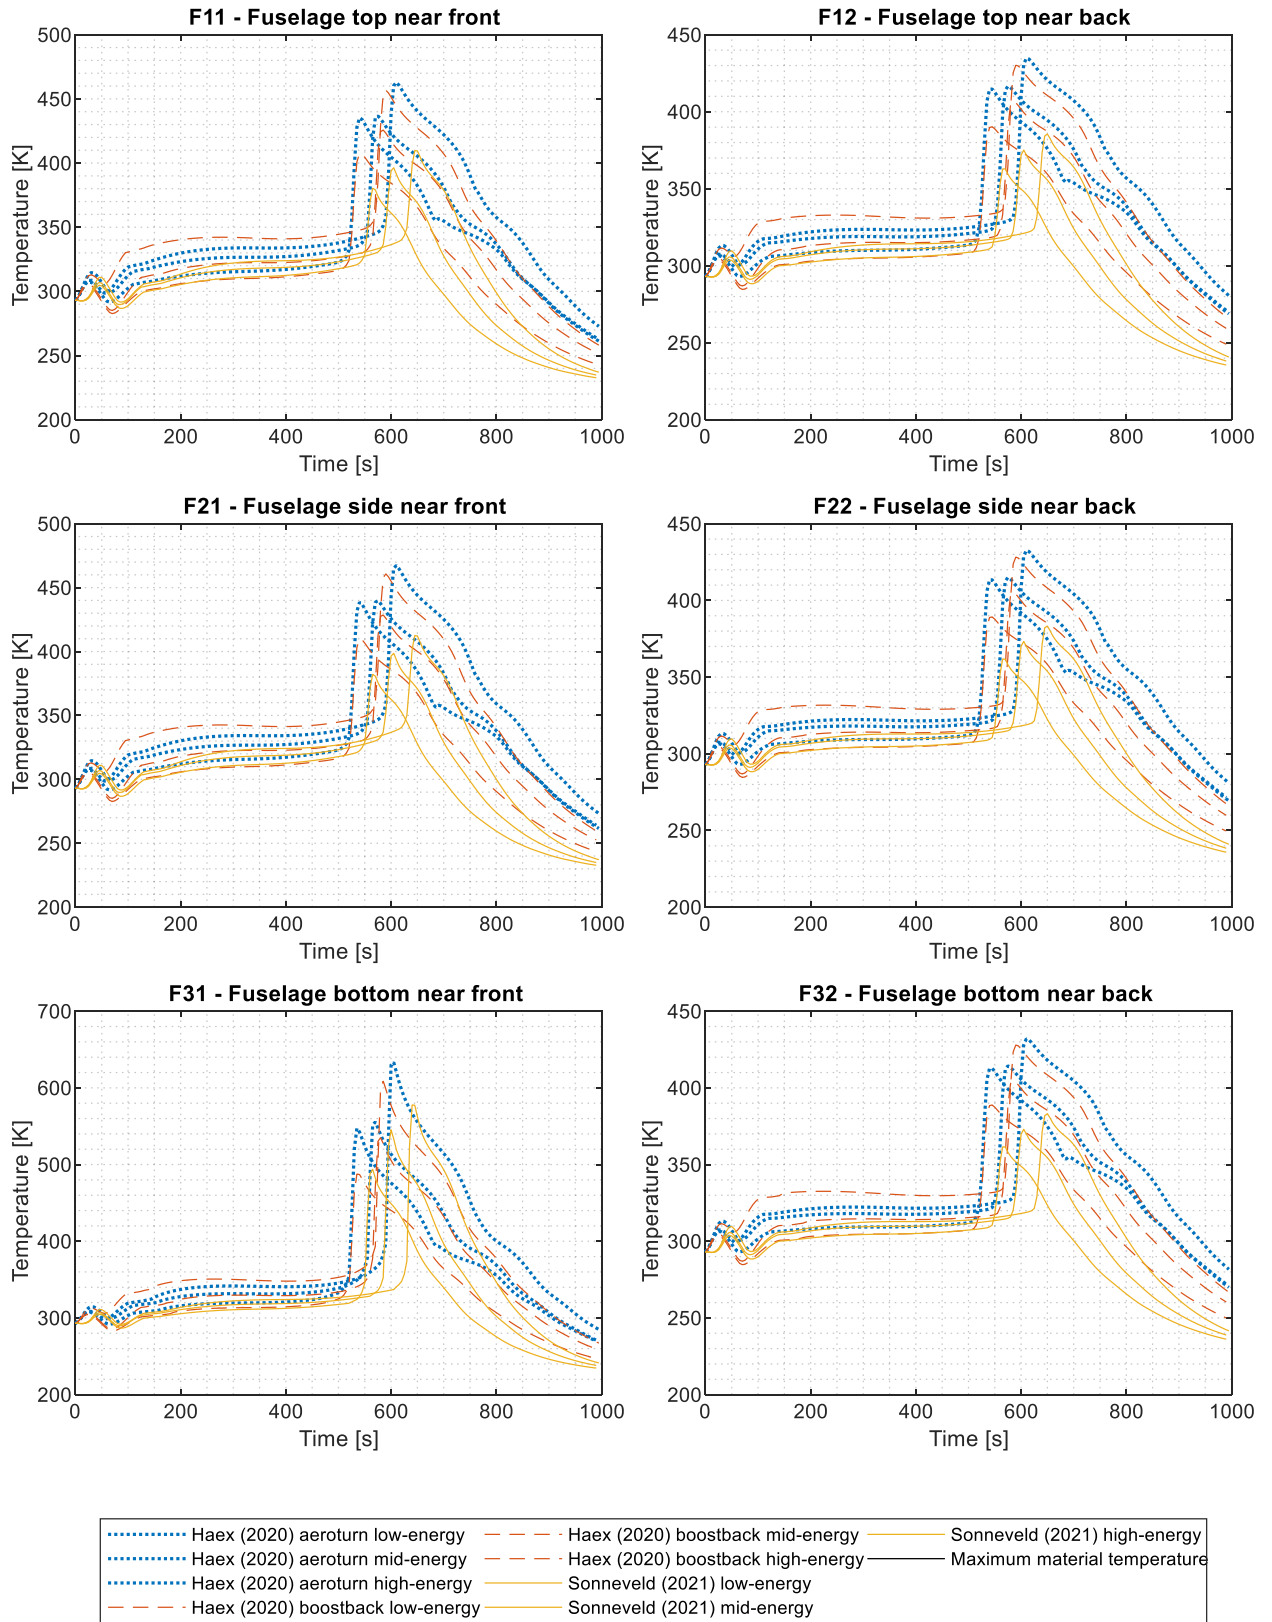 F11 - Fuselage top near front
F12 - Fuselage top near back
Temperature [K]
500
450
400
350
300
250
200
0 200 400 600 800 1000
Time [s]
Temperature [K]
450
400
350
300
250
200
0 200 400 600 800 1000
Time [s]
F21 - Fuselage side near front
F22 - Fuselage side near back
Temperature [K]
500
450
400
350
300
250
200
0 200 400 600 800 1000
Time [s]
Temperature [K]
450
400
350
300
250
200
0 200 400 600 800 1000
Time [s]
F31 - Fuselage bottom near front
F32 - Fuselage bottom near back
Temperature [K]
700
600
500
400
300
200
0 200 400 600 800 1000
Time [s]
Temperature [K]
450
400
350
300
250
200
0 200 400 600 800 1000
Time [s]
Haex (2020) aeroturn low-energy
Haex (2020) aeroturn mid-energy
Haex (2020) aeroturn high-energy
Haex (2020) boostback low-energy
Haex (2020) boostback mid-energy
Haex (2020) boostback high-energy
Sonneveld (2021) low-energy
Sonneveld (2021) mid-energy
Sonneveld (2021) high-energy
Maximum material temperature